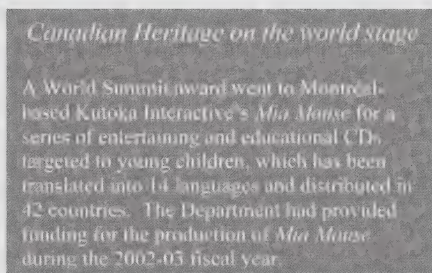 Canadian Heritage on the world stage
A World Summit award went to Montréal-
based Kutoka Interactive's Mia Mouse for a
series of entertaining and educational CDs
targeted to young children, which has been
translated into 14 languages and distributed in
42 countries. The Department had provided
funding for the production of Mia Mouse
during the 2002-03 fiscal year.